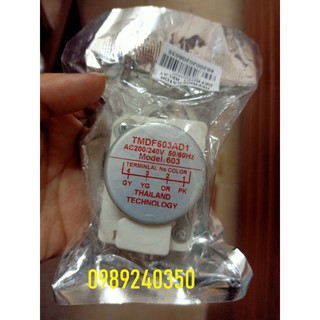 TMDF603AD1
AC200/240V 50/60Hz
Model:603
TERMINLAL No COLOR
4 3 2 1
GY YG OR PK
THAILAND
TECHNOLOGY
0989240350